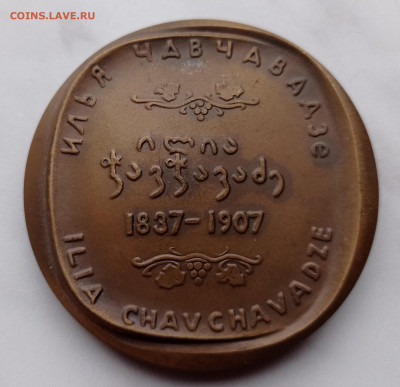 COINS.LAVE.RU
ИЛЬЯ ЧАВЧАВАДЗЕ
ილია
ჭავჭავაძე
1837-1907
ILIA CHAVCHAVADZE